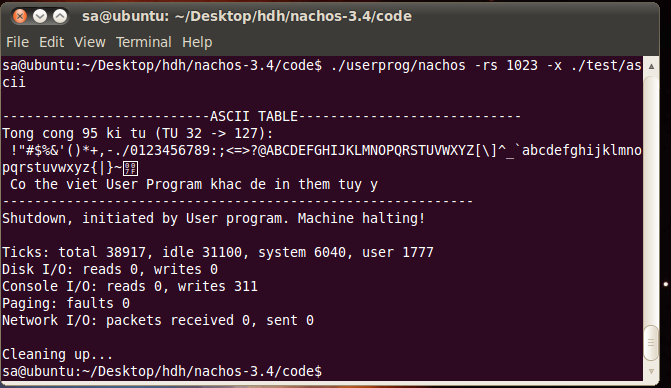 sa@ubuntu: ~/Desktop/hdh/nachos-3.4/code
File Edit View Terminal Help
sa@ubuntu:~/Desktop/hdh/nachos-3.4/code$ ./userprog/nachos -rs 1023 -x ./test/as
cii
--------------------------ASCII TABLE----------------------------
Tong cong 95 ki tu (TU 32 -> 127):
 !"#$%&'()*+,-./0123456789:;<=>?@ABCDEFGHIJKLMNOPQRSTUVWXYZ[\]^_`abcdefghijklmno
pqrstuvwxyz{|}~
 Co the viet User Program khac de in them tuy y
-----------------------------------------------------------
Shutdown, initiated by User program. Machine halting!
Ticks: total 38917, idle 31100, system 6040, user 1777
Disk I/O: reads 0, writes 0
Console I/O: reads 0, writes 311
Paging: faults 0
Network I/O: packets received 0, sent 0
Cleaning up...
sa@ubuntu:~/Desktop/hdh/nachos-3.4/code$